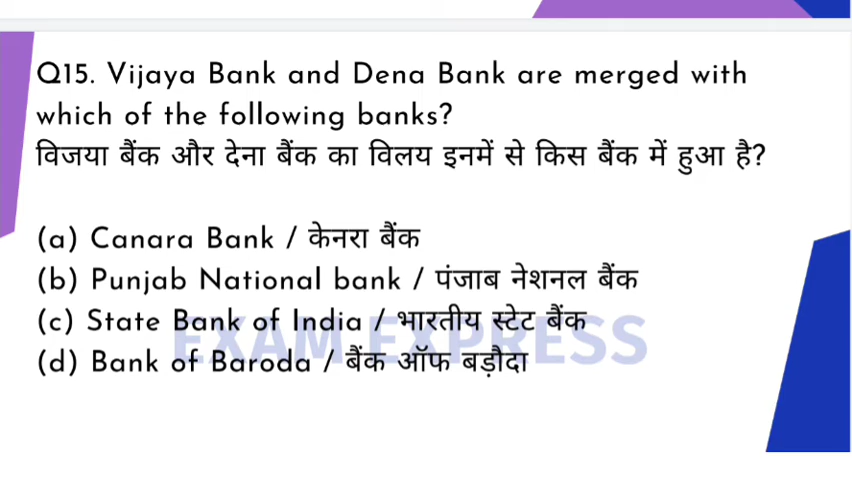 Q15. Vijaya Bank and Dena Bank are merged with
which of the following banks?
विजया बैंक और देना बैंक का विलय इनमें से किस बैंक में हुआ है?
(a) Canara Bank / केनरा बैंक
(b) Punjab National bank / पंजाब नेशनल बैंक
(c) State Bank of India / भारतीय स्टेट बैंक
EXAM EXPRESS
(d) Bank of Baroda / बैंक ऑफ बड़ौदा